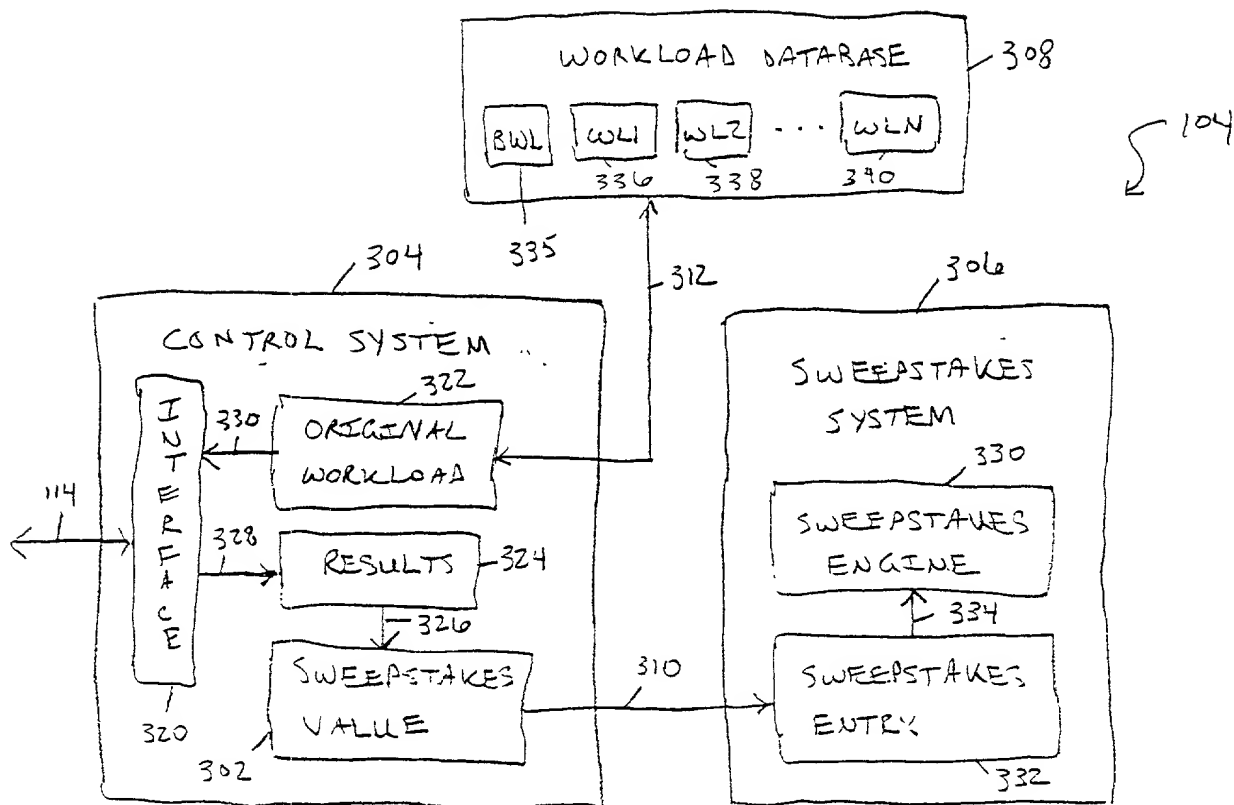 WORKLOAD DATABASE
308
104
BWL
WL1
WL2
...
WLN
336
338
340
335
304
312
306
CONTROL SYSTEM
322
SWEEPSTAKES
SYSTEM
INTERFACE
330
ORIGINAL
WORKLOAD
330
114
328
RESULTS
324
SWEEPSTAKES
ENGINE
326
334
SWEEPSTAKES
VALUE
310
SWEEPSTAKES
ENTRY
320
302
332